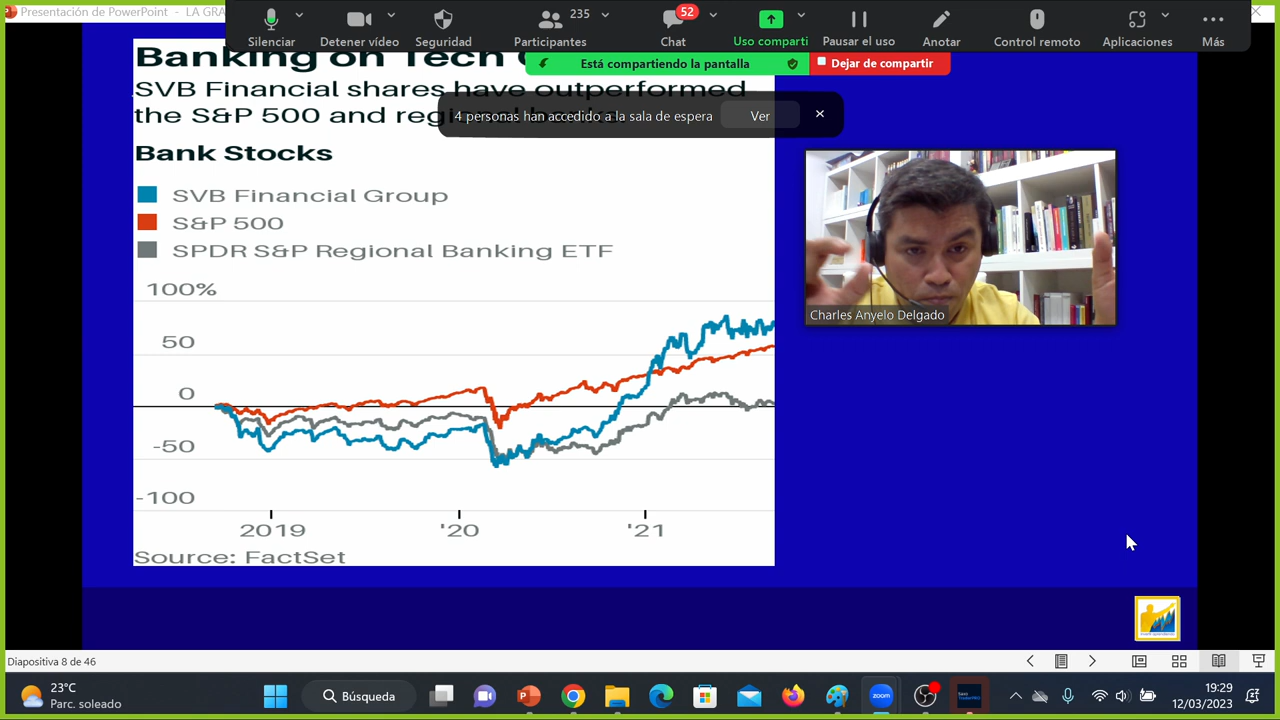 Presentación de PowerPoint - LA GRA
Silenciar
Detener vídeo
Seguridad
235
Participantes
52
Chat
Uso comparti
Pausar el uso
Anotar
Control remoto
Aplicaciones
Más
Está compartiendo la pantalla
Dejar de compartir
Banking on Tech
SVB Financial shares have outperformed
the S&P 500 and
4 personas han accedido a la sala de espera
Ver
Bank Stocks
SVB Financial Group
S&P 500
SPDR S&P Regional Banking ETF
100%
50
0
-50
-100
2019
'20
'21
Source: FactSet
Charles Anyelo Delgado
Diapositiva 8 de 46
23°C
Parc. soleado
Búsqueda
zoom
19:29
12/03/2023